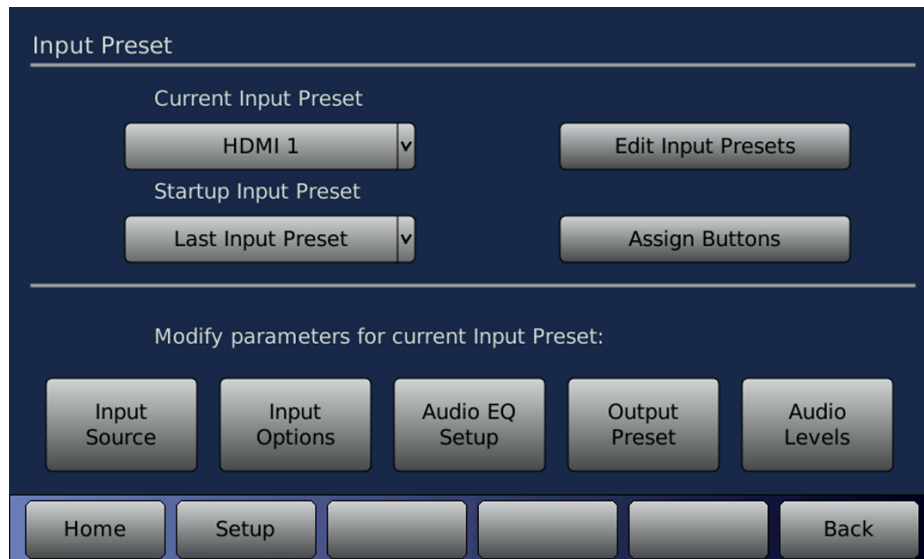 Input Preset
Current Input Preset
HDMI 1
Edit Input Presets
Startup Input Preset
Last Input Preset
Assign Buttons
Modify parameters for current Input Preset:
Input
Source
Input
Options
Audio EQ
Setup
Output
Preset
Audio
Levels
Home
Setup
Back